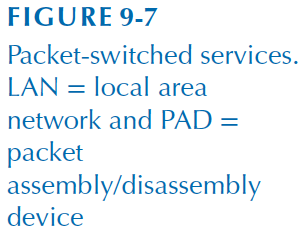 FIGURE 9-7
Packet-switched services.
LAN = local area
network and PAD =
packet
assembly/disassembly
device